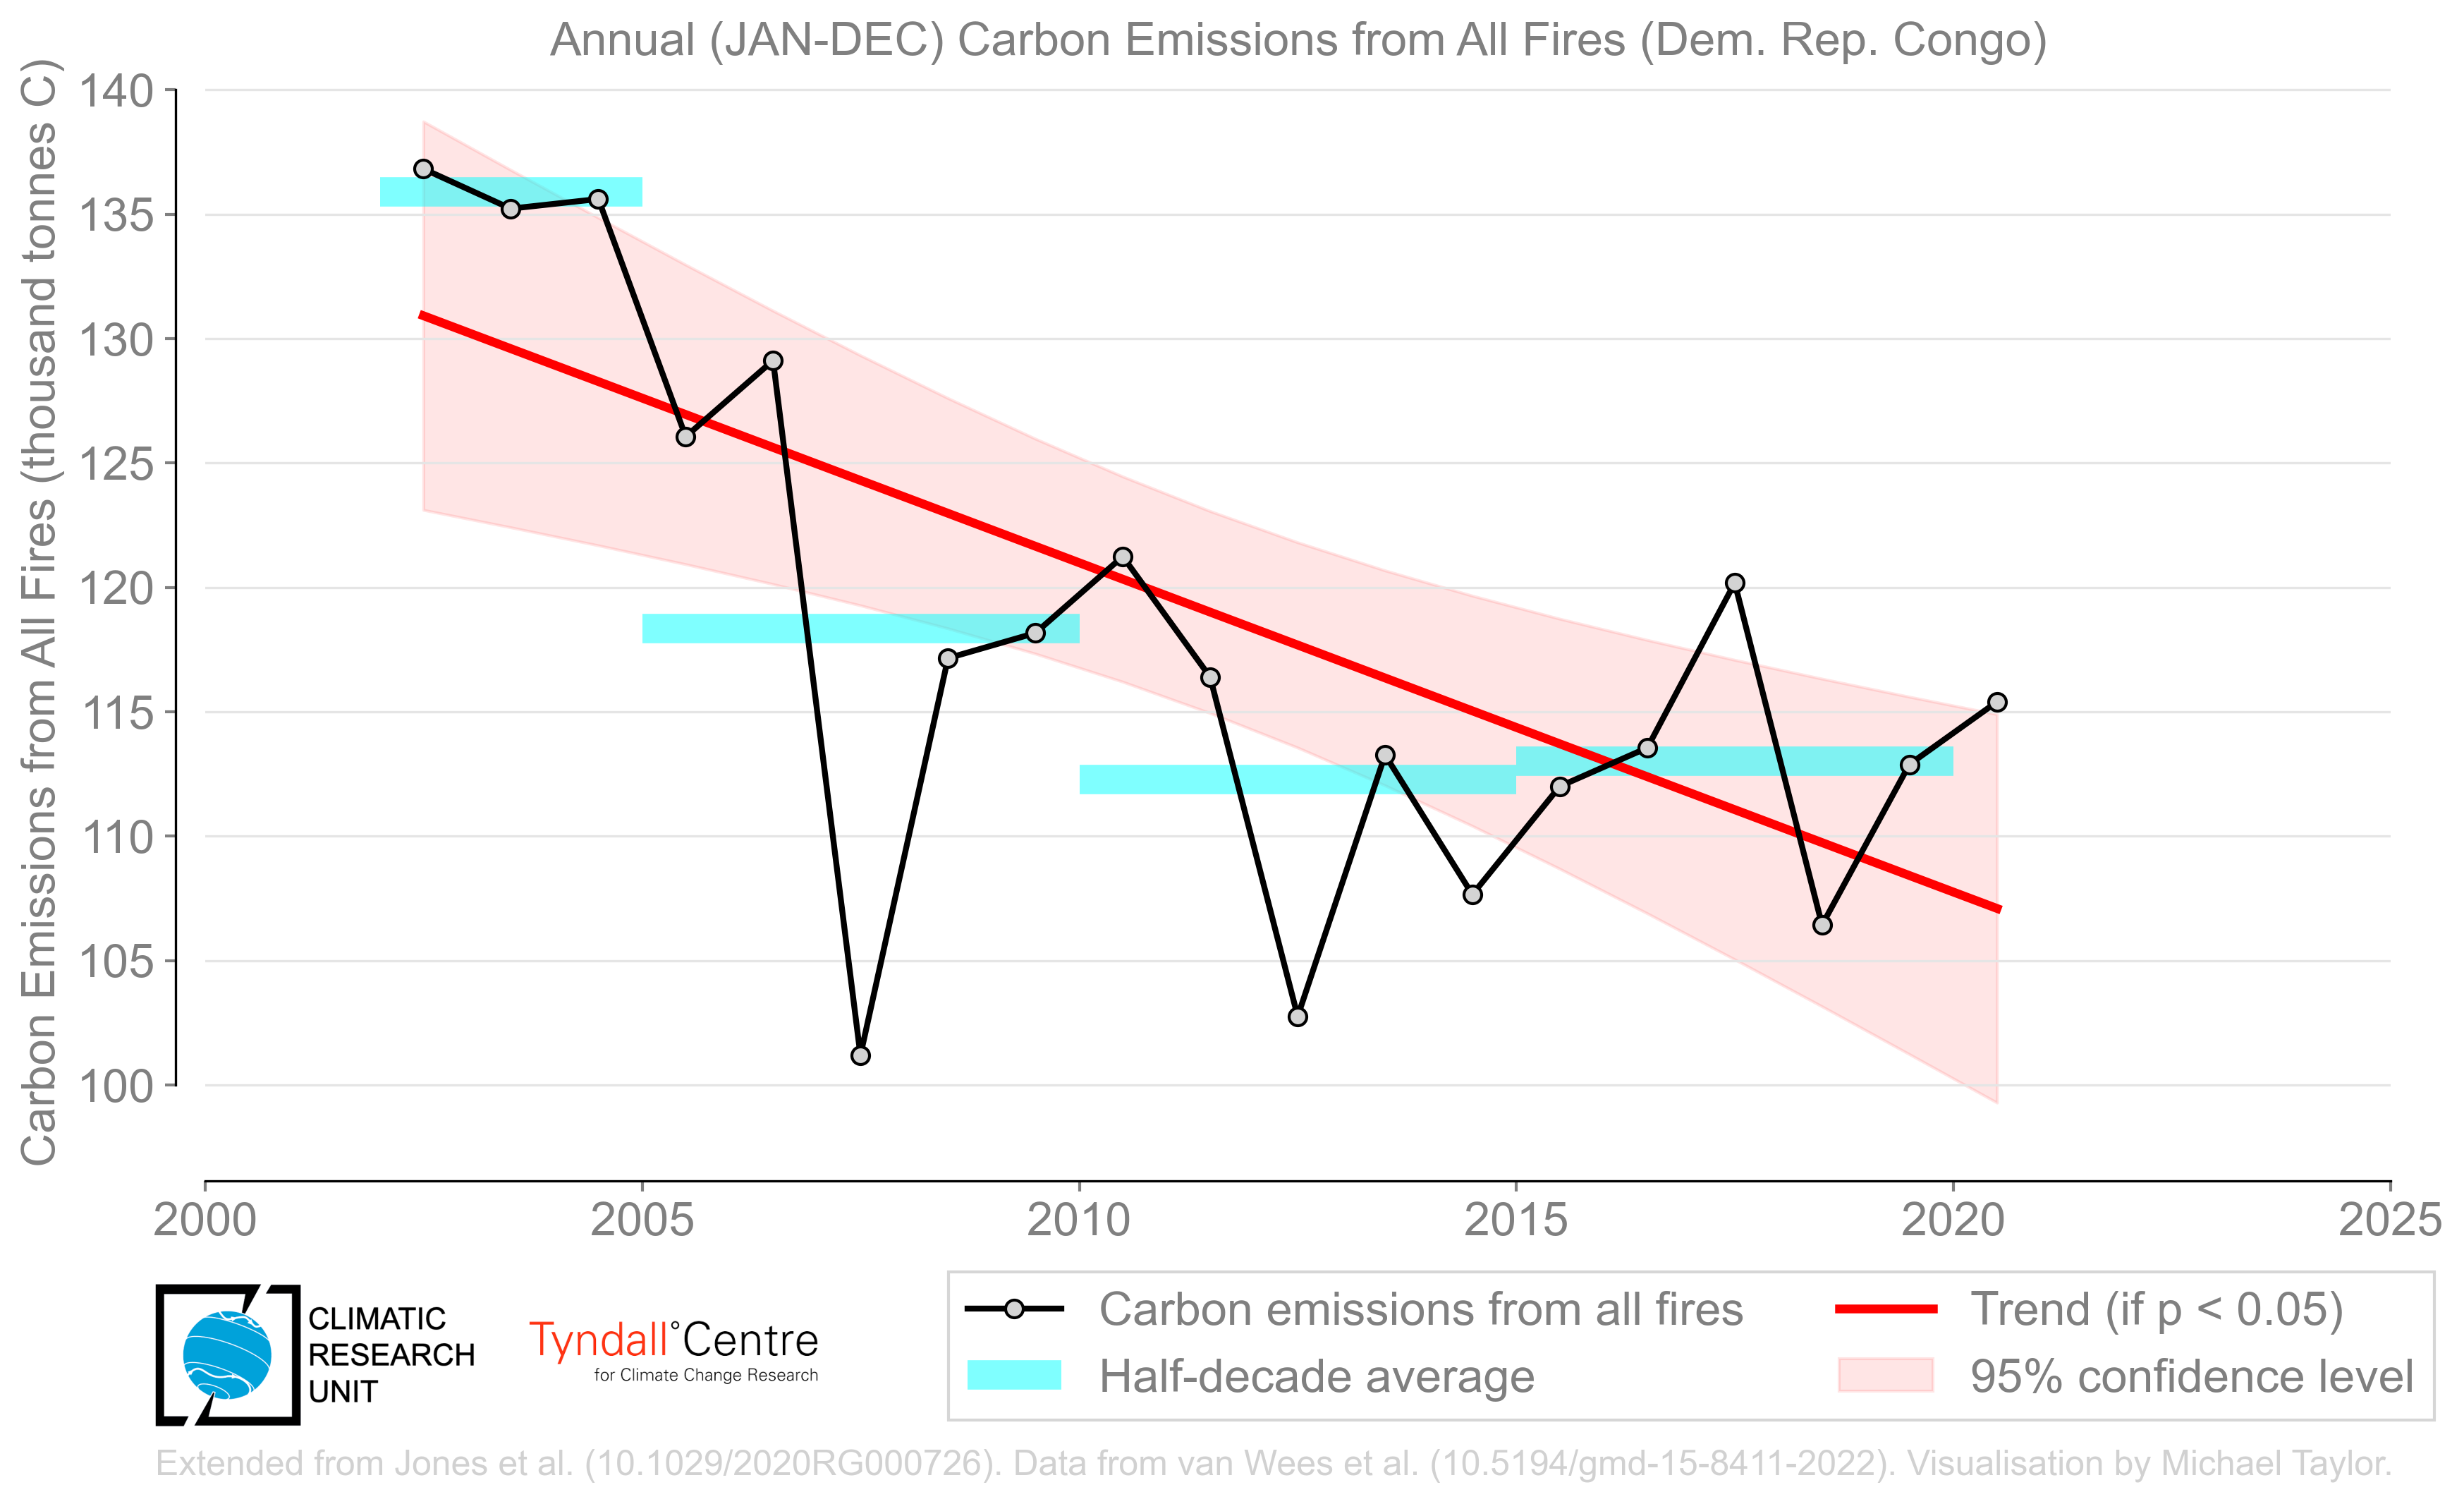 Annual (JAN-DEC) Carbon Emissions from All Fires (Dem. Rep. Congo)
Carbon Emissions from All Fires (thousand tonnes C)
140
135
130
125
120
115
110
105
100
2000 2005 2010 2015 2020 2025
CLIMATIC
RESEARCH
UNIT
Tyndall°Centre
for Climate Change Research
Carbon emissions from all fires
Half-decade average
Trend (if p < 0.05)
95% confidence level
Extended from Jones et al. (10.1029/2020RG000726). Data from van Wees et al. (10.5194/gmd-15-8411-2022). Visualisation by Michael Taylor.